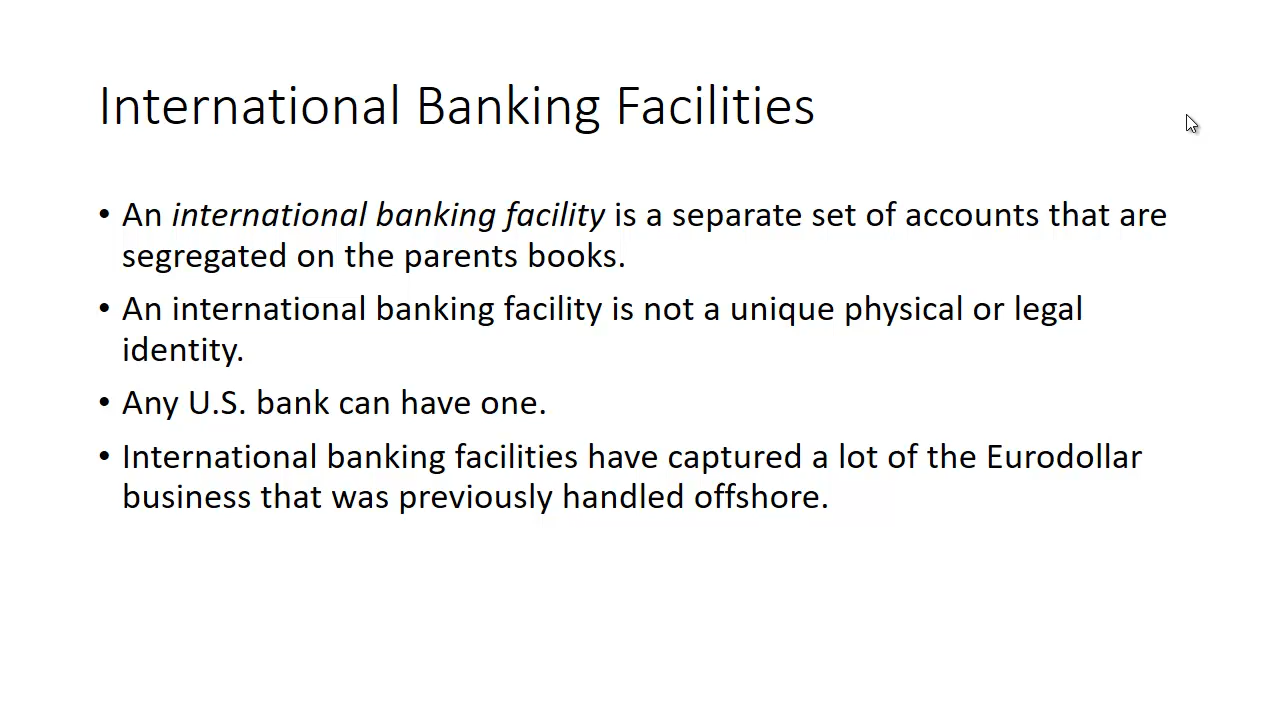 International Banking Facilities
• An international banking facility is a separate set of accounts that are
segregated on the parents books.
• An international banking facility is not a unique physical or legal
identity.
• Any U.S. bank can have one.
• International banking facilities have captured a lot of the Eurodollar
business that was previously handled offshore.